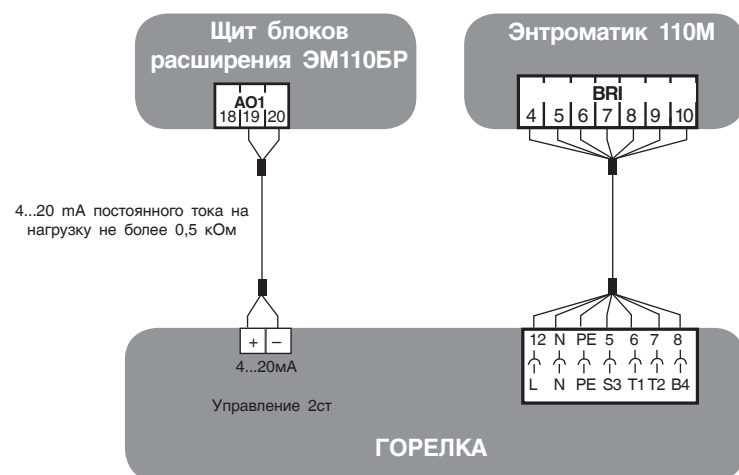 Щит блоков
расширения ЭМ110БР
АО1
18 19 20
Энтроматик 110М
BRI
4 5 6 7 8 9 10
4...20 mA постоянного тока на
нагрузку не более 0,5 кОм
+ –
4...20мА
Управление 2ст
12 N PE 5 6 7 8
L N PE S3 T1 T2 B4
ГОРЕЛКА